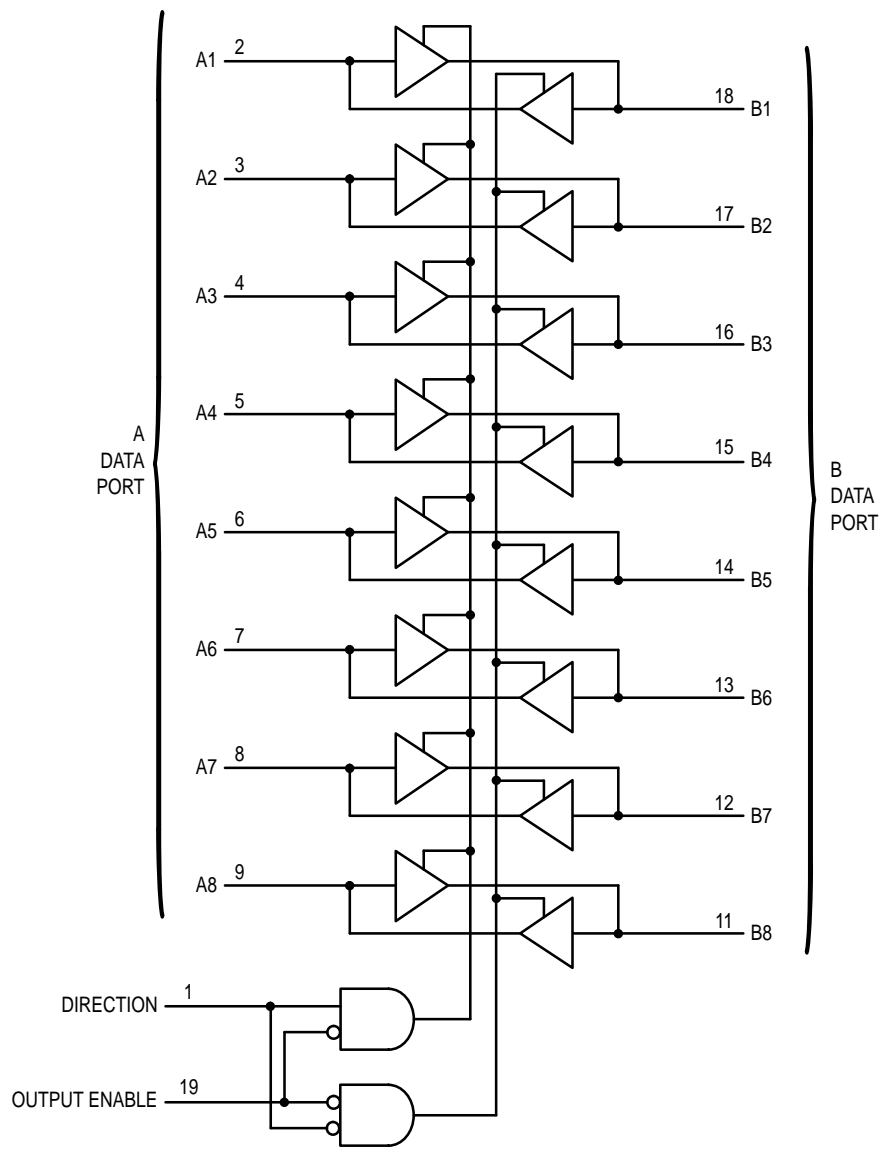 A1 2
18 B1
A2 3
17 B2
A3 4
16 B3
A4 5
15 B4
A
DATA
PORT
B
DATA
PORT
A5 6
14 B5
A6 7
13 B6
A7 8
12 B7
A8 9
11 B8
DIRECTION 1
OUTPUT ENABLE 19